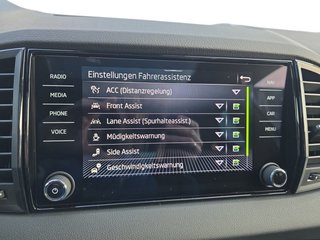 Einstellungen Fahrerassistenz
RADIO
MEDIA
PHONE
VOICE
ACC (Distanzregelung)
Front Assist
Lane Assist (Spurhalteassist.)
Müdigkeitswarnung
Side Assist
Geschwindigkeitswarnung
NAV
APP
CAR
MENU